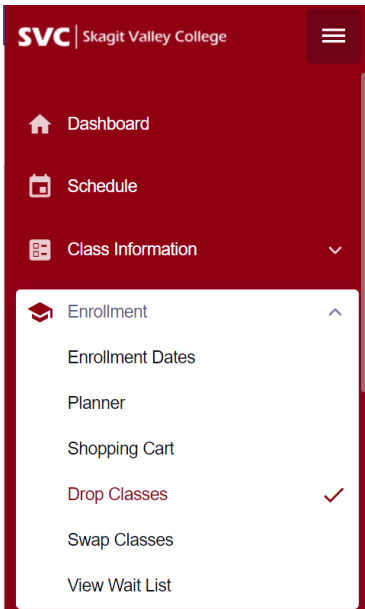 SVC Skagit Valley College
Dashboard
Schedule
Class Information
Enrollment
Enrollment Dates
Planner
Shopping Cart
Drop Classes
Swap Classes
View Wait List